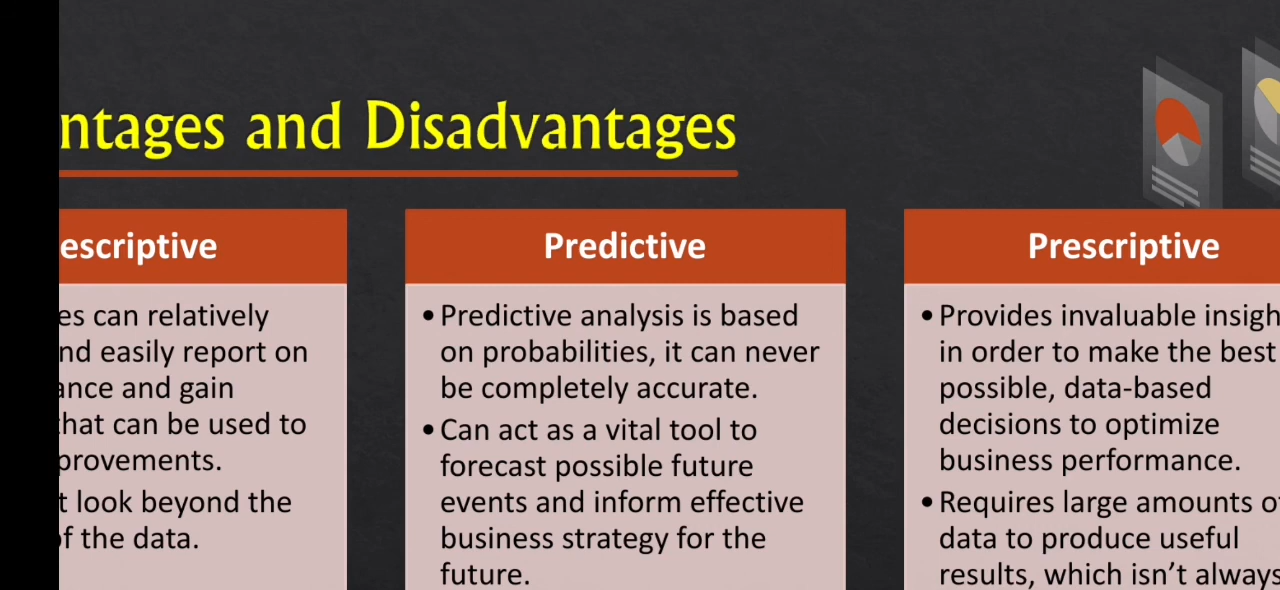 ntages and Disadvantages
escriptive
es can relatively
nd easily report on
ance and gain
that can be used to
provements.
t look beyond the
of the data.
Predictive
•Predictive analysis is based
on probabilities, it can never
be completely accurate.
•Can act as a vital tool to
forecast possible future
events and inform effective
business strategy for the
future.
Prescriptive
•Provides invaluable insigh
in order to make the best
possible, data-based
decisions to optimize
business performance.
•Requires large amounts of
data to produce useful
results, which isn’t always